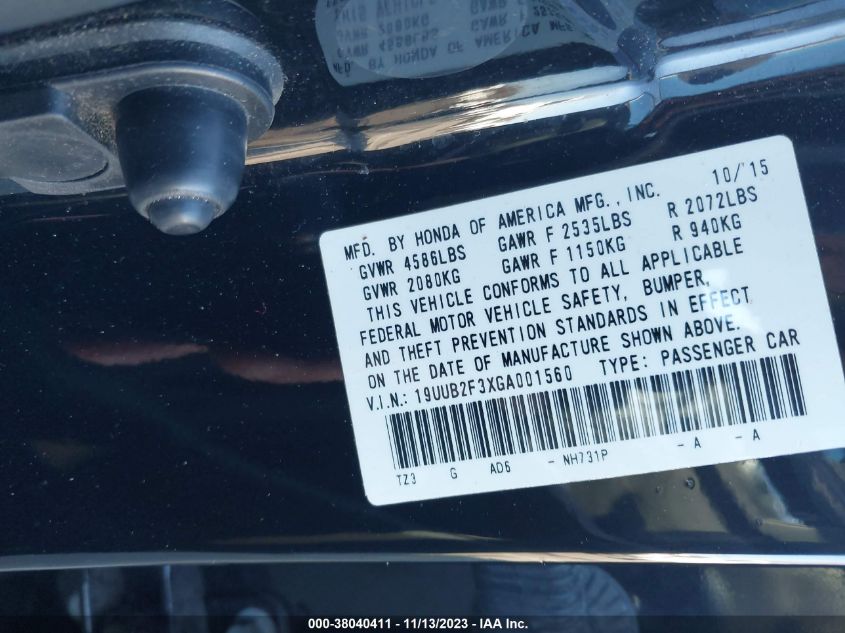 MFD. BY HONDA OF AMERICA MFG., INC. 10/'15
GVWR 4586LBS GAWR F 2535LBS R 2072LBS
GVWR 2080KG GAWR F 1150KG R 940KG
THIS VEHICLE CONFORMS TO ALL APPLICABLE
FEDERAL MOTOR VEHICLE SAFETY, BUMPER,
AND THEFT PREVENTION STANDARDS IN EFFECT
ON THE DATE OF MANUFACTURE SHOWN ABOVE.
V.I.N.: 19UUB2F3XGA001560 TYPE: PASSENGER CAR
TZ3 G AD6 - NH731P - A - A
000-38040411 - 11/13/2023 - IAA Inc.